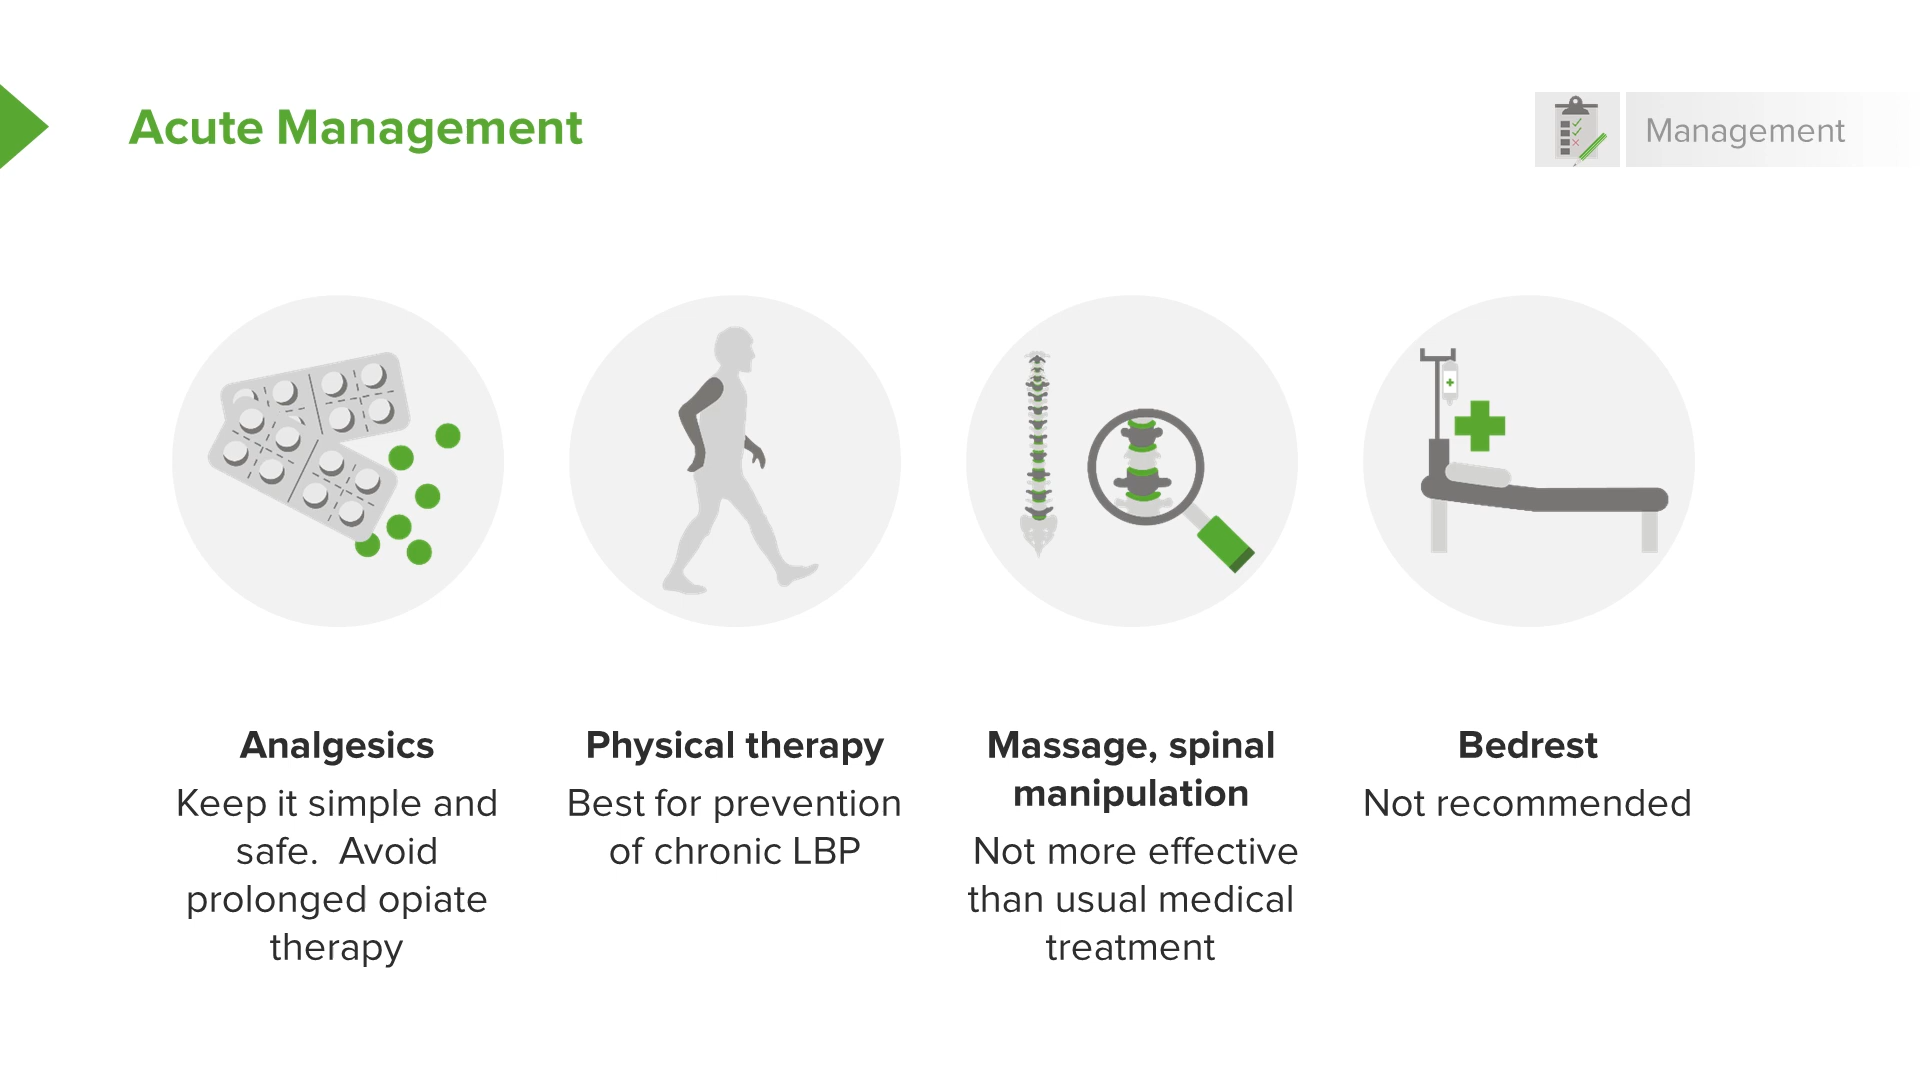 Acute Management
Management
Analgesics
Keep it simple and
safe.  Avoid
prolonged opiate
therapy
Physical therapy
Best for prevention
of chronic LBP
Massage, spinal
manipulation
Not more effective
than usual medical
treatment
Bedrest
Not recommended